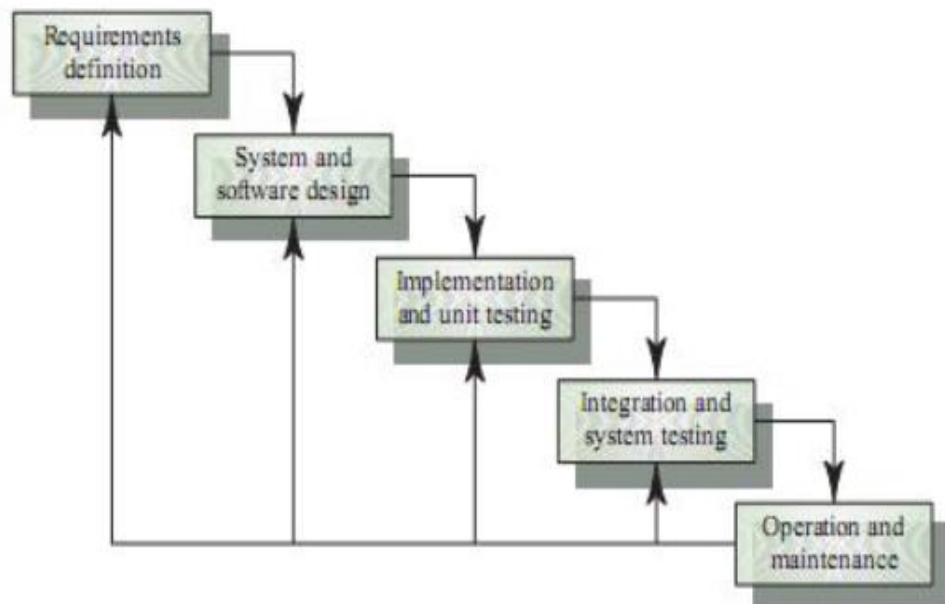 Requirements
definition
System and
software design
Implementation
and unit testing
Integration and
system testing
Operation and
maintenance